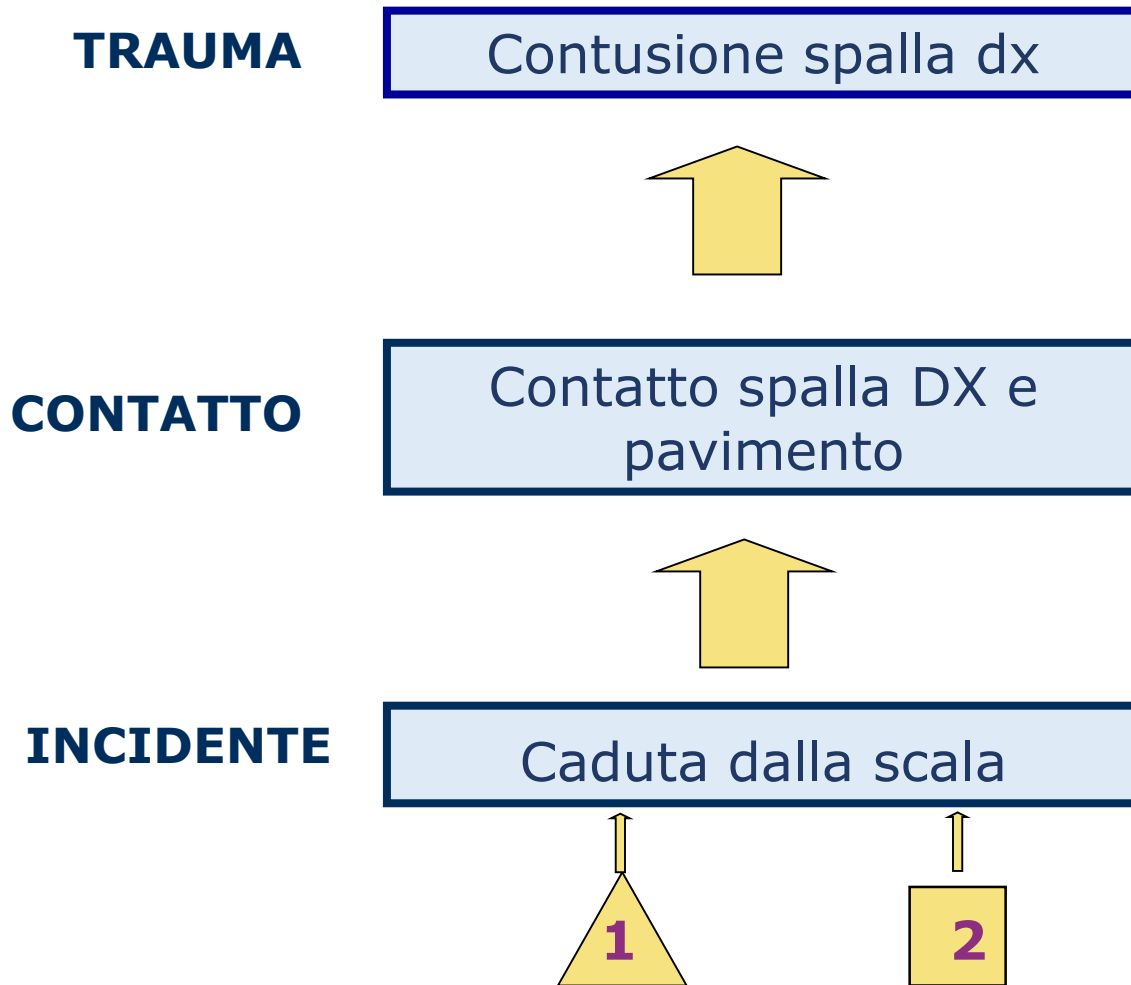 TRAUMA
Contusione spalla dx
CONTATTO
Contatto spalla DX e
pavimento
INCIDENTE
Caduta dalla scala
1
2